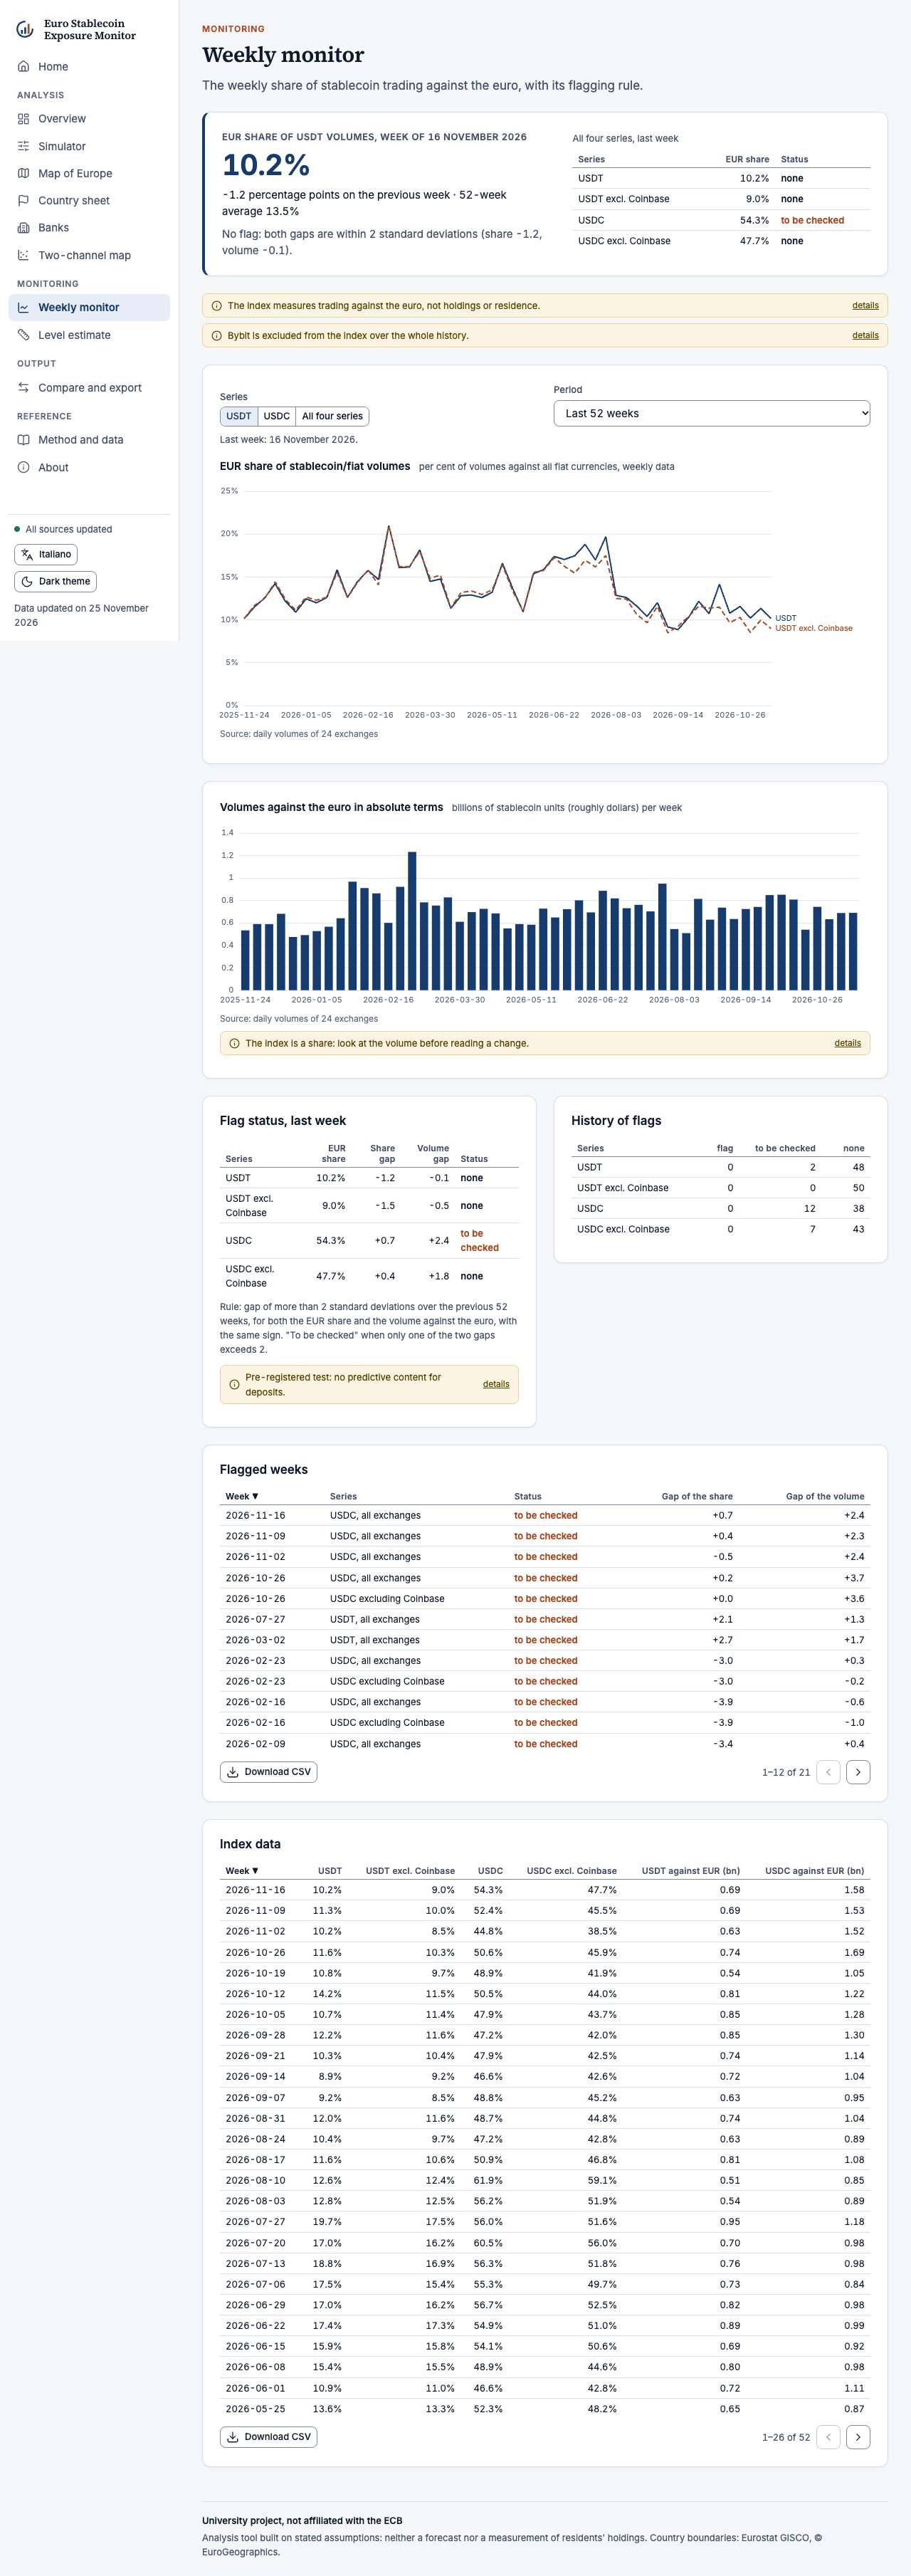 Euro Stablecoin
Exposure Monitor
Home
ANALYSIS
Overview
Simulator
Map of Europe
Country sheet
Banks
Two-channel map
MONITORING
Weekly monitor
Level estimate
OUTPUT
Compare and export
REFERENCE
Method and data
About
All sources updated
Italiano
Dark theme
Data updated on 25 November
2026
MONITORING
Weekly monitor
The weekly share of stablecoin trading against the euro, with its flagging rule.
EUR SHARE OF USDT VOLUMES, WEEK OF 16 NOVEMBER 2026
10.2%
-1.2 percentage points on the previous week · 52-week
average 13.5%
No flag: both gaps are within 2 standard deviations (share -1.2,
volume -0.1).
All four series, last week
Series EUR share Status
USDT 10.2% none
USDT excl. Coinbase 9.0% none
USDC 54.3% to be checked
USDC excl. Coinbase 47.7% none
The index measures trading against the euro, not holdings or residence. details
Bybit is excluded from the index over the whole history. details
Series
USDT USDC All four series
Last week: 16 November 2026.
Period
Last 52 weeks
EUR share of stablecoin/fiat volumes per cent of volumes against all fiat currencies, weekly data
25%
20%
15%
10%
5%
0%
USDT
USDT excl. Coinbase
2025-11-24 2026-01-05 2026-02-16 2026-03-30 2026-05-11 2026-06-22 2026-08-03 2026-09-14 2026-10-26
Source: daily volumes of 24 exchanges
Volumes against the euro in absolute terms billions of stablecoin units (roughly dollars) per week
1.4
1.2
1
0.8
0.6
0.4
0.2
0
2025-11-24 2026-01-05 2026-02-16 2026-03-30 2026-05-11 2026-06-22 2026-08-03 2026-09-14 2026-10-26
Source: daily volumes of 24 exchanges
The index is a share: look at the volume before reading a change. details
Flag status, last week
Series EUR share Share gap Volume gap Status
USDT 10.2% -1.2 -0.1 none
USDT excl. Coinbase 9.0% -1.5 -0.5 none
USDC 54.3% +0.7 +2.4 to be checked
USDC excl. Coinbase 47.7% +0.4 +1.8 none
Rule: gap of more than 2 standard deviations over the previous 52
weeks, for both the EUR share and the volume against the euro, with
the same sign. "To be checked" when only one of the two gaps
exceeds 2.
Pre-registered test: no predictive content for
deposits. details
History of flags
Series flag to be checked none
USDT 0 2 48
USDT excl. Coinbase 0 0 50
USDC 0 12 38
USDC excl. Coinbase 0 7 43
Flagged weeks
Week ▼ Series Status Gap of the share Gap of the volume
2026-11-16 USDC, all exchanges to be checked +0.7 +2.4
2026-11-09 USDC, all exchanges to be checked +0.4 +2.3
2026-11-02 USDC, all exchanges to be checked -0.5 +2.4
2026-10-26 USDC, all exchanges to be checked +0.2 +3.7
2026-10-26 USDC excluding Coinbase to be checked +0.0 +3.6
2026-07-27 USDT, all exchanges to be checked +2.1 +1.3
2026-03-02 USDT, all exchanges to be checked +2.7 +1.7
2026-02-23 USDC, all exchanges to be checked -3.0 +0.3
2026-02-23 USDC excluding Coinbase to be checked -3.0 -0.2
2026-02-16 USDC, all exchanges to be checked -3.9 -0.6
2026-02-16 USDC excluding Coinbase to be checked -3.9 -1.0
2026-02-09 USDC, all exchanges to be checked -3.4 +0.4
Download CSV 1–12 of 21
Index data
Week ▼ USDT USDT excl. Coinbase USDC USDC excl. Coinbase USDT against EUR (bn) USDC against EUR (bn)
2026-11-16 10.2% 9.0% 54.3% 47.7% 0.69 1.58
2026-11-09 11.3% 10.0% 52.4% 45.5% 0.69 1.53
2026-11-02 10.2% 8.5% 44.8% 38.5% 0.63 1.52
2026-10-26 11.6% 10.3% 50.6% 45.9% 0.74 1.69
2026-10-19 10.8% 9.7% 48.9% 41.9% 0.54 1.05
2026-10-12 14.2% 11.5% 50.5% 44.0% 0.81 1.22
2026-10-05 10.7% 11.4% 47.9% 43.7% 0.85 1.28
2026-09-28 12.2% 11.6% 47.2% 42.0% 0.85 1.30
2026-09-21 10.3% 10.4% 47.9% 42.5% 0.74 1.14
2026-09-14 8.9% 9.2% 46.6% 42.6% 0.72 1.04
2026-09-07 9.2% 8.5% 48.8% 45.2% 0.63 0.95
2026-08-31 12.0% 11.6% 48.7% 44.8% 0.74 1.04
2026-08-24 10.4% 9.7% 47.2% 42.8% 0.63 0.89
2026-08-17 11.6% 10.6% 50.9% 46.8% 0.81 1.08
2026-08-10 12.6% 12.4% 61.9% 59.1% 0.51 0.85
2026-08-03 12.8% 12.5% 56.2% 51.9% 0.54 0.89
2026-07-27 19.7% 17.5% 56.0% 51.6% 0.95 1.18
2026-07-20 17.0% 16.2% 60.5% 56.0% 0.70 0.98
2026-07-13 18.8% 16.9% 56.3% 51.8% 0.76 0.98
2026-07-06 17.5% 15.4% 55.3% 49.7% 0.73 0.84
2026-06-29 17.0% 16.2% 56.7% 52.5% 0.82 0.98
2026-06-22 17.4% 17.3% 54.9% 51.0% 0.89 0.99
2026-06-15 15.9% 15.8% 54.1% 50.6% 0.69 0.92
2026-06-08 15.4% 15.5% 48.9% 44.6% 0.80 0.98
2026-06-01 10.9% 11.0% 46.6% 42.8% 0.72 1.11
2026-05-25 13.6% 13.3% 52.3% 48.2% 0.65 0.87
Download CSV 1–26 of 52
University project, not affiliated with the ECB
Analysis tool built on stated assumptions: neither a forecast nor a measurement of residents' holdings. Country boundaries: Eurostat GISCO, ©
EuroGeographics.